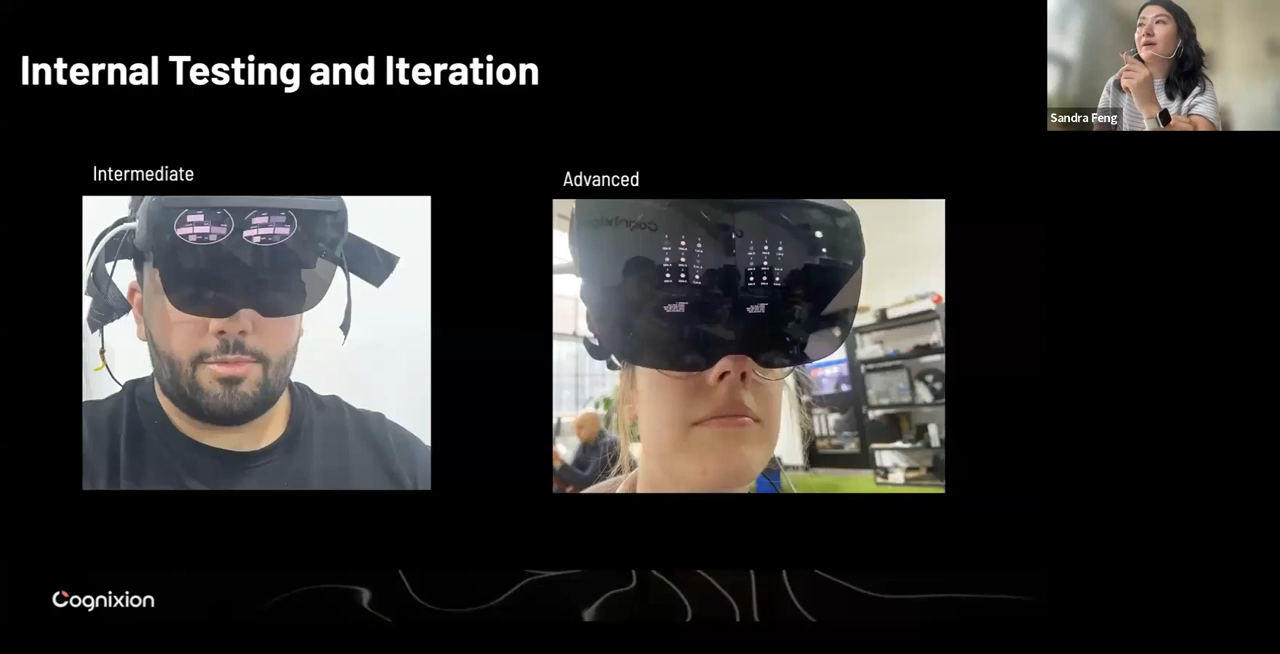 Internal Testing and Iteration
Sandra Feng
Intermediate
Advanced
Cognixion